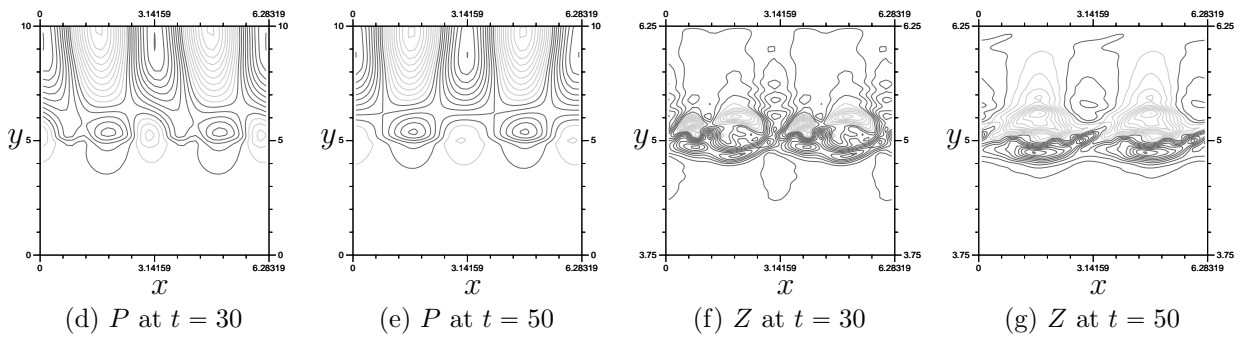 0 3.14159 6.28319 0 3.14159 6.28319 0 3.14159 6.28319 0 3.14159 6.28319
10 10 10 10 6.25 6.25 6.25 6.25
y 5 5 y 5 5 y 5 5 y 5 5
0 0 0 0 3.75 3.75 3.75 3.75
0 3.14159 6.28319 0 3.14159 6.28319 0 3.14159 6.28319 0 3.14159 6.28319
x x x x
(d) P at t = 30 (e) P at t = 50 (f) Z at t = 30 (g) Z at t = 50